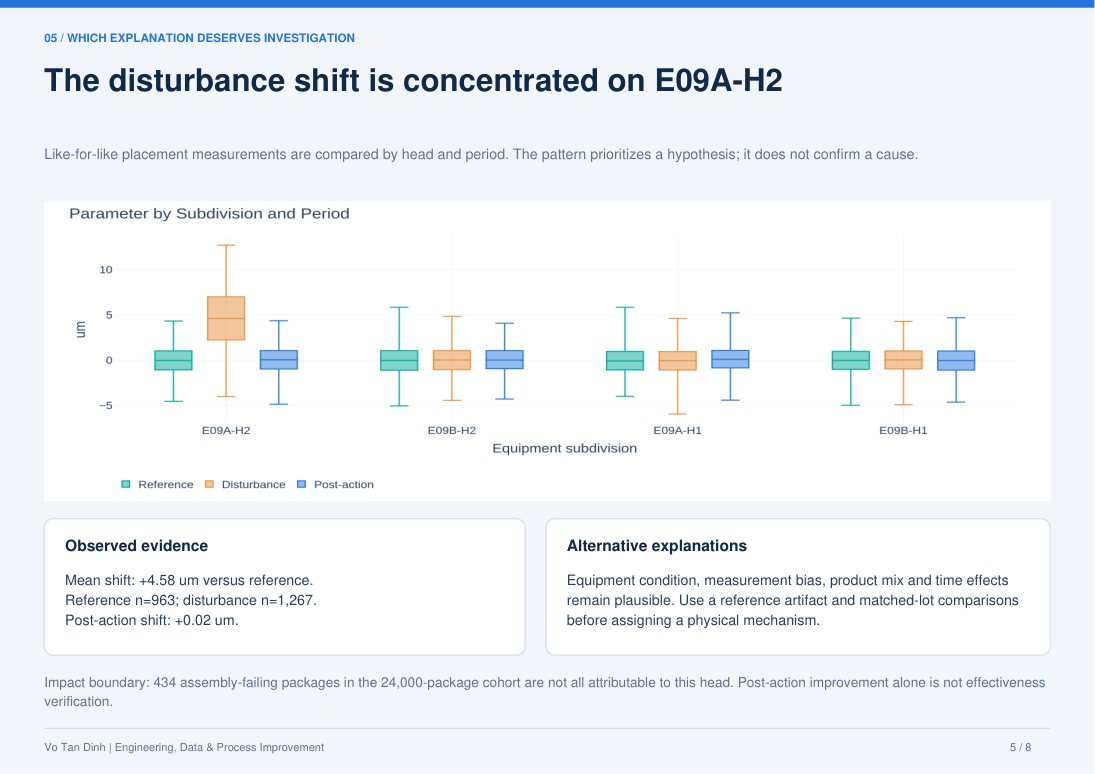 05 / WHICH EXPLANATION DESERVES INVESTIGATION
The disturbance shift is concentrated on E09A-H2
Like-for-like placement measurements are compared by head and period. The pattern prioritizes a hypothesis; it does not confirm a cause.
Parameter by Subdivision and Period
10
5
0
−5
um
E09A-H2
E09B-H2
E09A-H1
E09B-H1
Equipment subdivision
Reference
Disturbance
Post-action
Observed evidence
Mean shift: +4.58 um versus reference.
Reference n=963; disturbance n=1,267.
Post-action shift: +0.02 um.
Alternative explanations
Equipment condition, measurement bias, product mix and time effects
remain plausible. Use a reference artifact and matched-lot comparisons
before assigning a physical mechanism.
Impact boundary: 434 assembly-failing packages in the 24,000-package cohort are not all attributable to this head. Post-action improvement alone is not effectiveness
verification.
Vo Tan Dinh | Engineering, Data & Process Improvement
5 / 8